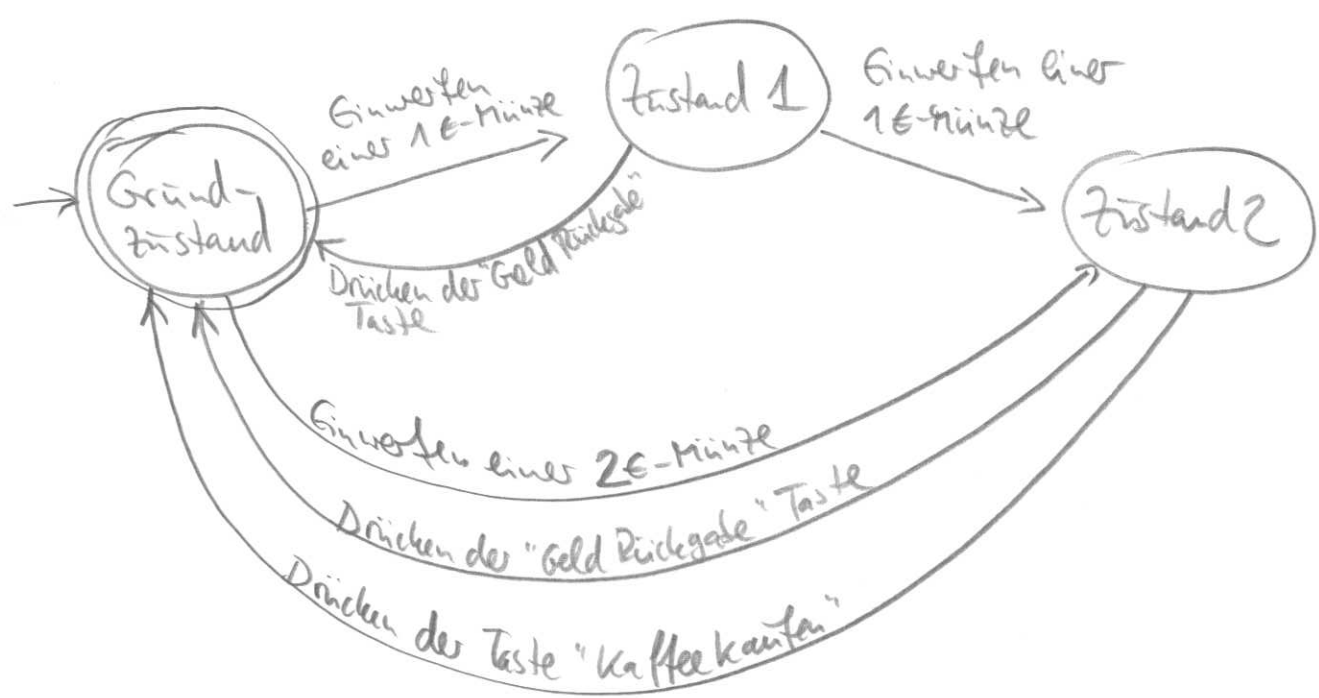 Zustand 1
Einwerfen einer
1€-Münze
Einwerfen
einer 1€-Münze
Grund-
zustand
Zustand 2
Drücken der "Geld Rückgabe"
Taste
Einwerfen einer 2€-Münze
Drücken der "Geld Rückgabe" Taste
Drücken der Taste "Kaffee kaufen"